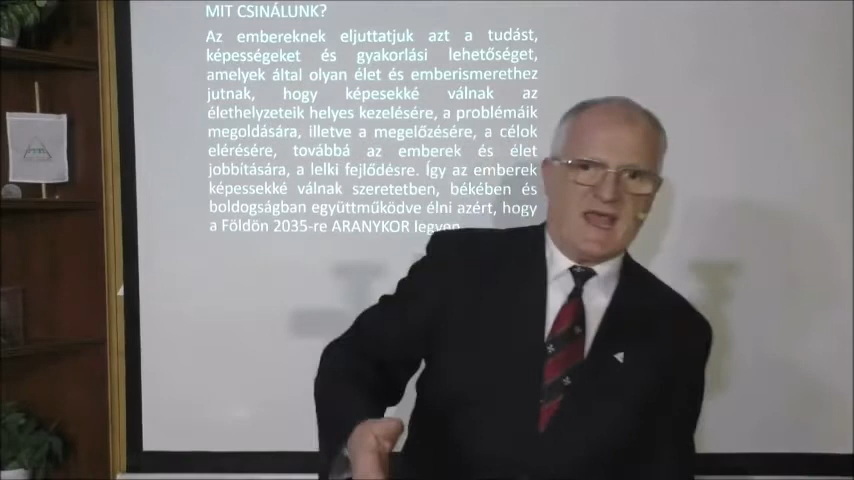 MIT CSINÁLUNK?
Az embereknek eljuttatjuk azt a tudást,
képességeket és gyakorlási lehetőséget,
amelyek által olyan élet és emberismerethez
jutnak, hogy képesekké válnak az
élethelyzeteik helyes kezelésére, a problémáik
megoldására, illetve a megelőzésére, a célok
elérésére, továbbá az emberek és élet
jobbítására, a lelki fejlődésre. Így az emberek
képessekké válnak szeretetben, békében és
boldogságban együttműködve élni azért, hogy
a Földön 2035-re ARANYKOR legyen